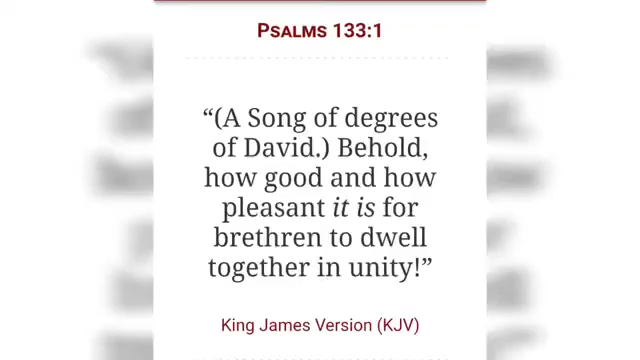 PSALMS 133:1
“(A Song of degrees
of David.) Behold,
how good and how
pleasant it is for
brethren to dwell
together in unity!”
King James Version (KJV)